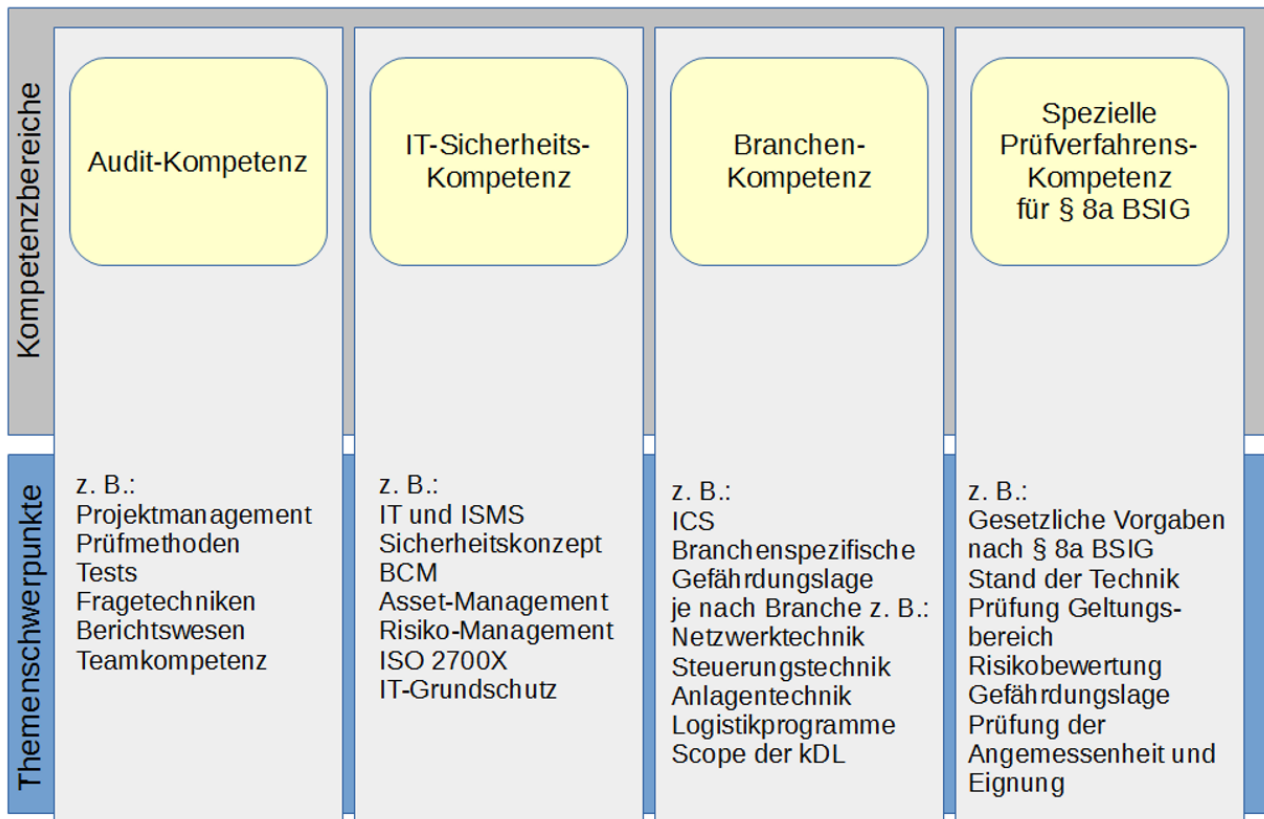 Kompetenzbereiche
Audit-Kompetenz
IT-Sicherheits-
Kompetenz
Branchen-
Kompetenz
Spezielle
Prüfverfahrens-
Kompetenz
für § 8a BSIG
Themenschwerpunkte
z. B.:
Projektmanagement
Prüfmethoden
Tests
Fragetechniken
Berichtswesen
Teamkompetenz
z. B.:
IT und ISMS
Sicherheitskonzept
BCM
Asset-Management
Risiko-Management
ISO 2700X
IT-Grundschutz
z. B.:
ICS
Branchenspezifische
Gefährdungslage
je nach Branche z. B.:
Netzwerktechnik
Steuerungstechnik
Anlagentechnik
Logistikprogramme
Scope der kDL
z. B.:
Gesetzliche Vorgaben
nach § 8a BSIG
Stand der Technik
Prüfung Geltungs-
bereich
Risikobewertung
Gefährdungslage
Prüfung der
Angemessenheit und
Eignung